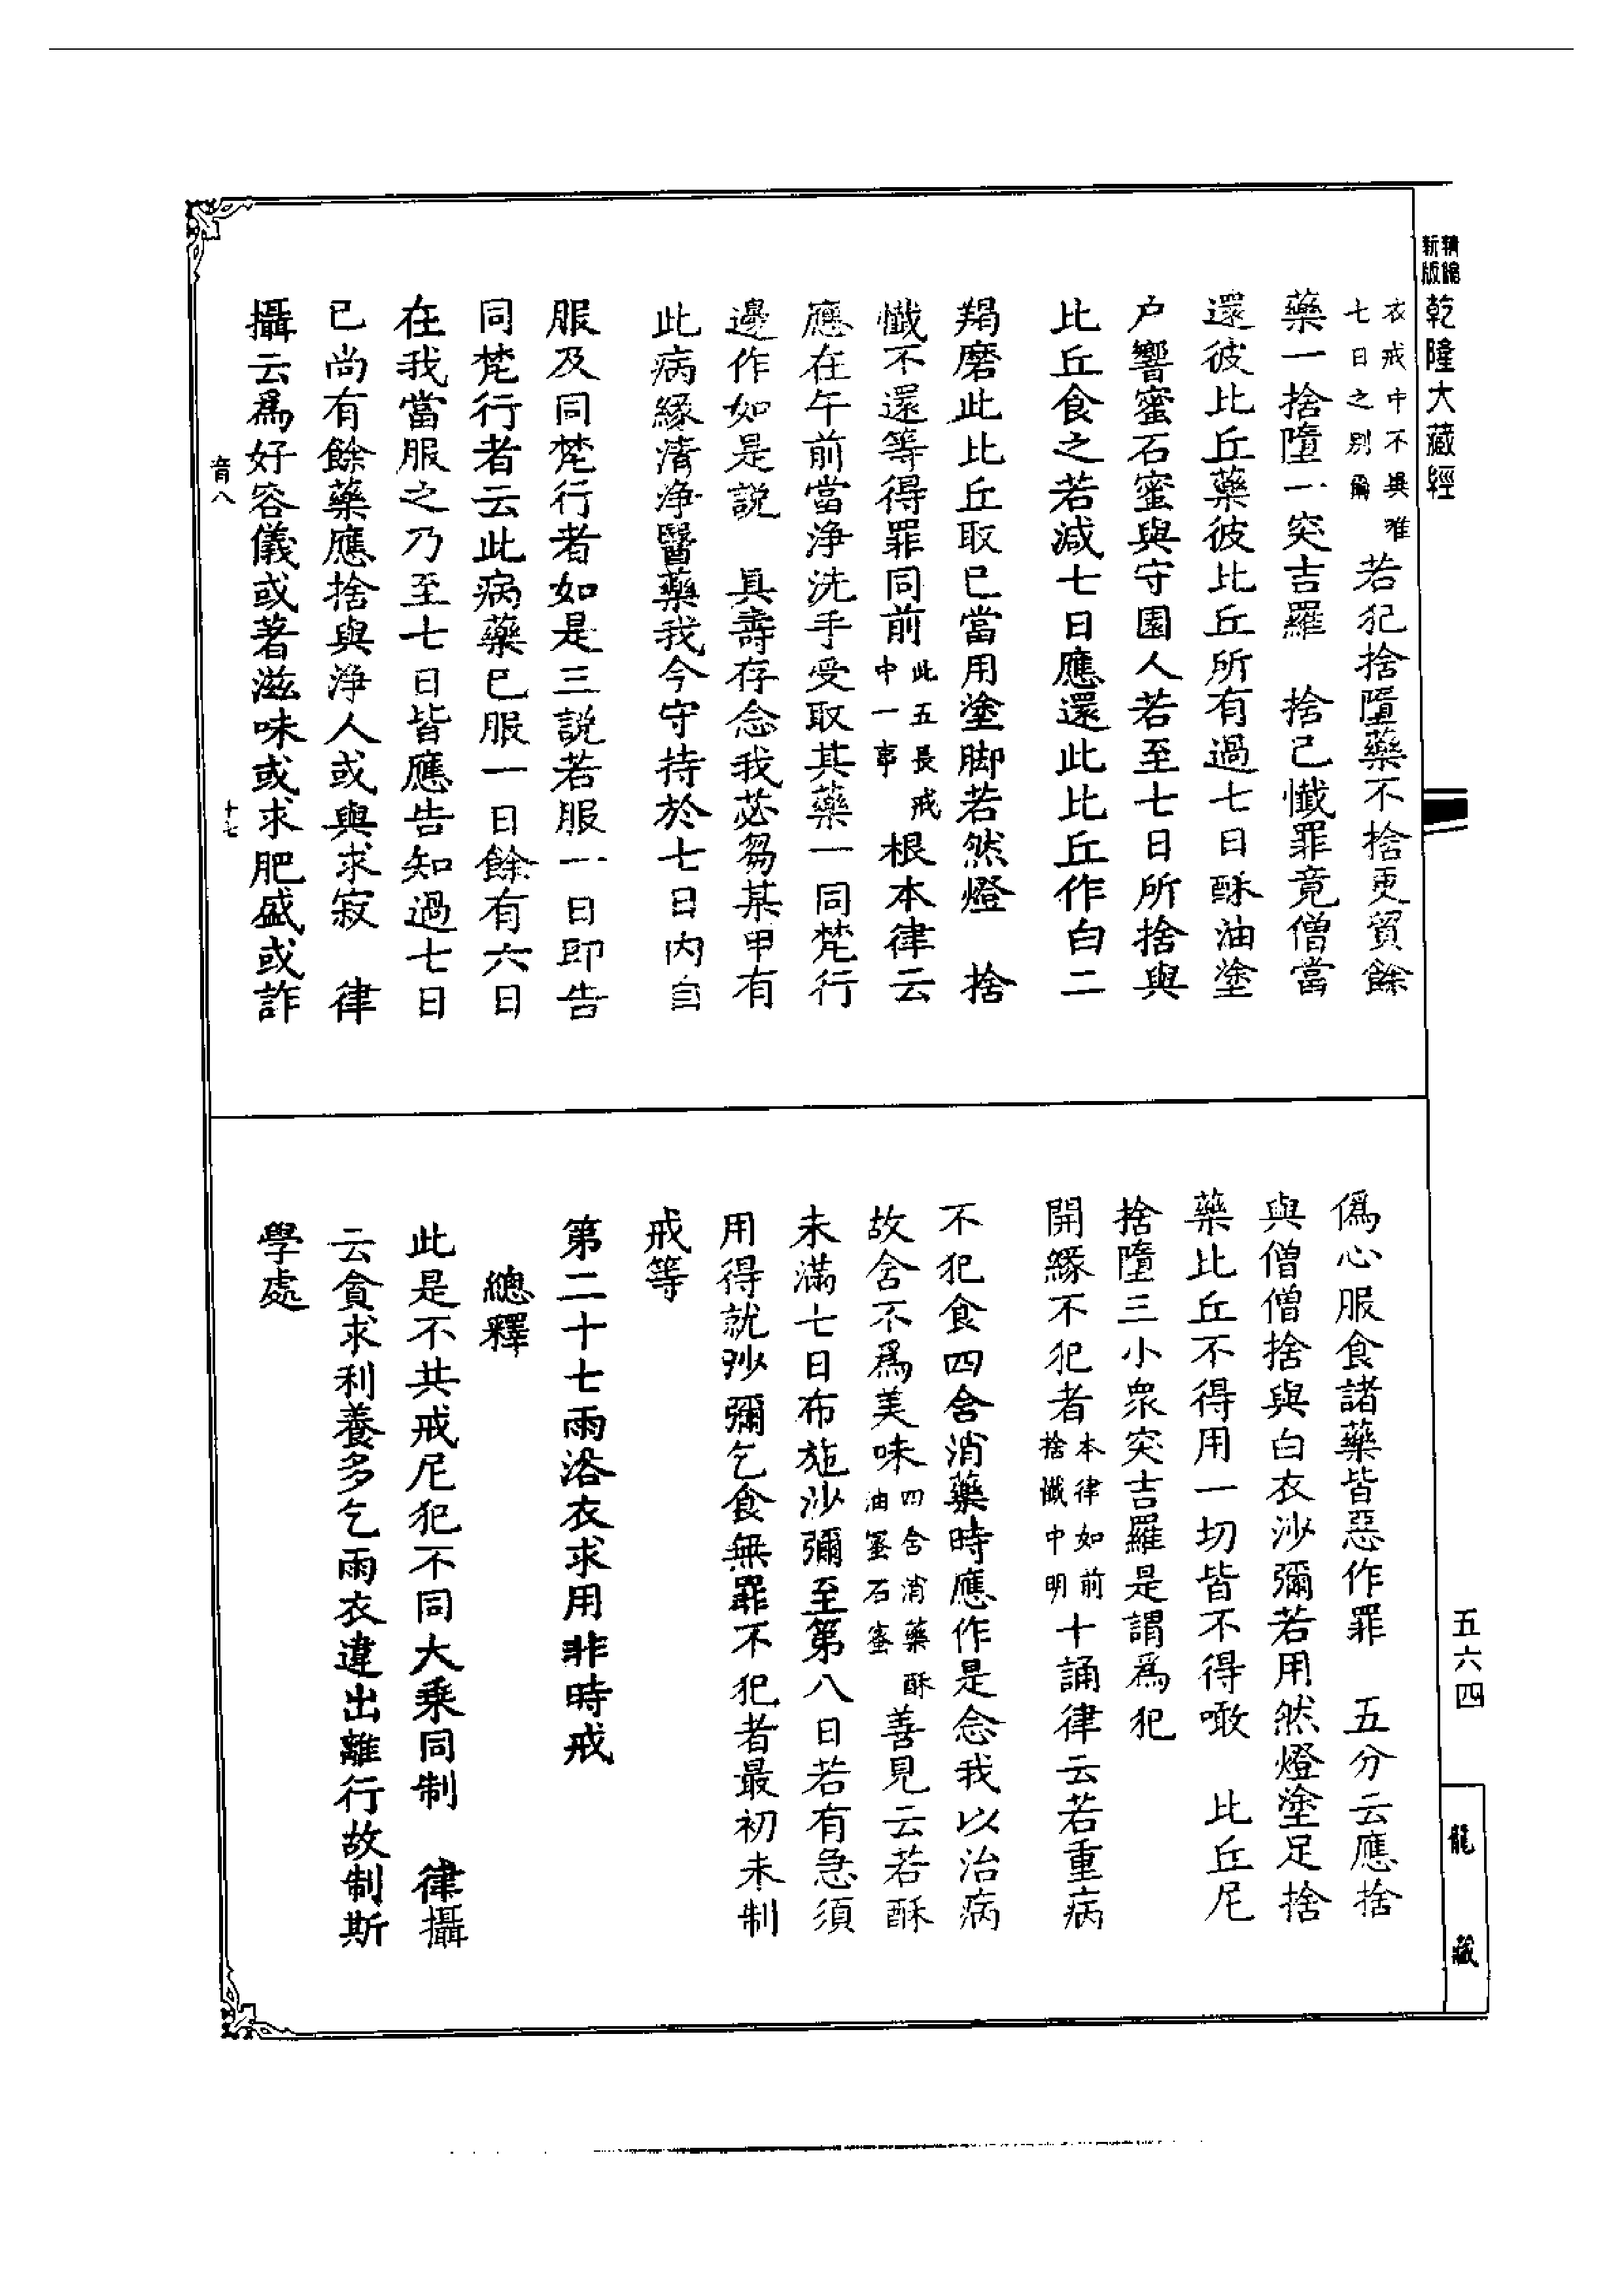 精縮
新版
乾隆大藏經
衣戒中不異唯
七日之別爾
若犯捨墮藥不捨更貿餘
藥一捨墮一突吉羅　捨已懺罪竟僧當
還彼比丘藥彼比丘所有過七日酥油塗
户響蜜石蜜與守園人若至七日所捨與
比丘食之若減七日應還此比丘作白二
羯磨此比丘取已當用塗脚若然燈　捨
懺不還等得罪同前
此五長戒
中一事
根本律云
應在午前當淨洗手受取其藥一同梵行
邊作如是説　具壽存念我苾芻某甲有
此病緣清淨醫藥我今守持於七日内自
服及同梵行者如是三説若服一日即告
同梵行者云此病藥已服一日餘有六日
在我當服之乃至七日皆應告知過七日
已尚有餘藥應捨與淨人或與求寂　律
攝云爲好容儀或著滋味或求肥盛或詐
音八
十七
僞心服食諸藥皆惡作罪　五分云應捨
與僧僧捨與白衣沙彌若用然燈塗足捨
藥比丘不得用一切皆不得噉　比丘尼
捨墮三小衆突吉羅是謂爲犯
開緣不犯者
本律如前
捨懺中明
十誦律云若重病
不犯食四含消藥時應作是念我以治病
故含不爲美味
四含消藥酥
油蜜石蜜
善見云若酥
未滿七日布施沙彌至第八日若有急須
用得就沙彌乞食無罪不犯者最初未制
戒等
第二十七雨浴衣求用非時戒
總釋
此是不共戒尼犯不同大乘同制　律攝
云貪求利養多乞雨衣違出離行故制斯
學處
五六四
龍藏